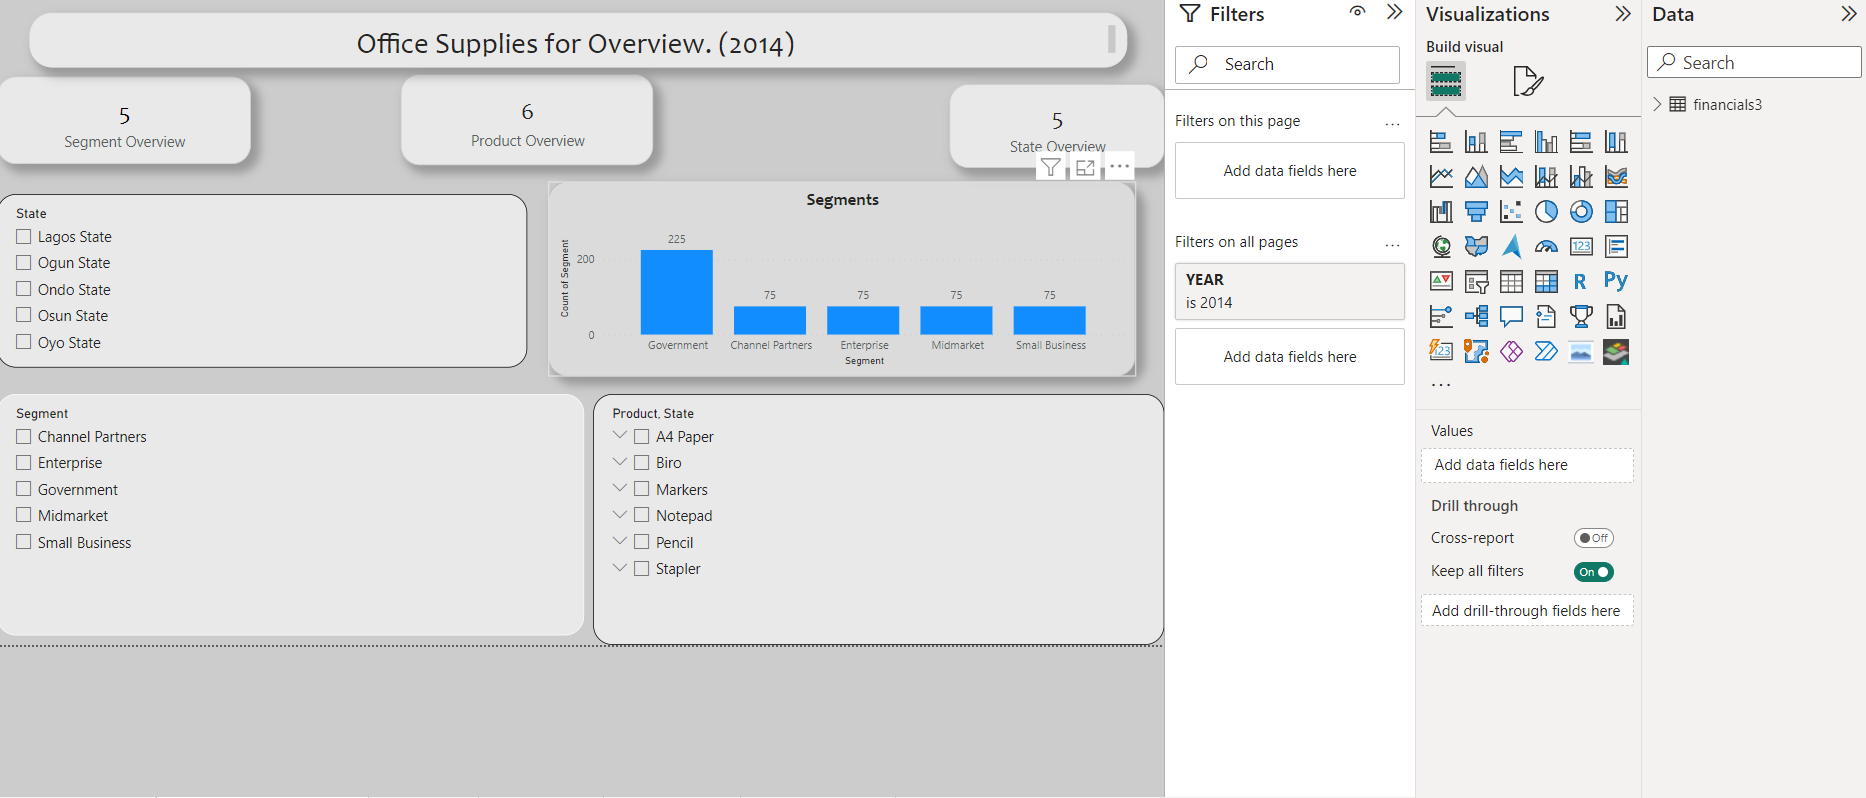 Office Supplies for Overview. (2014)
5
Segment Overview
6
Product Overview
5
State Overview
State
Lagos State
Ogun State
Ondo State
Osun State
Oyo State
Segments
Count of Segment
200
0
225
75
75
75
75
Government
Channel Partners
Enterprise
Midmarket
Small Business
Segment
Segment
Channel Partners
Enterprise
Government
Midmarket
Small Business
Product, State
A4 Paper
Biro
Markers
Notepad
Pencil
Stapler
Filters
Search
Filters on this page
...
Add data fields here
Filters on all pages
...
YEAR
is 2014
Add data fields here
Visualizations
Build visual
123
R
Py
123
...
Values
Add data fields here
Drill through
Cross-report
Off
Keep all filters
On
Add drill-through fields here
Data
Search
financials3